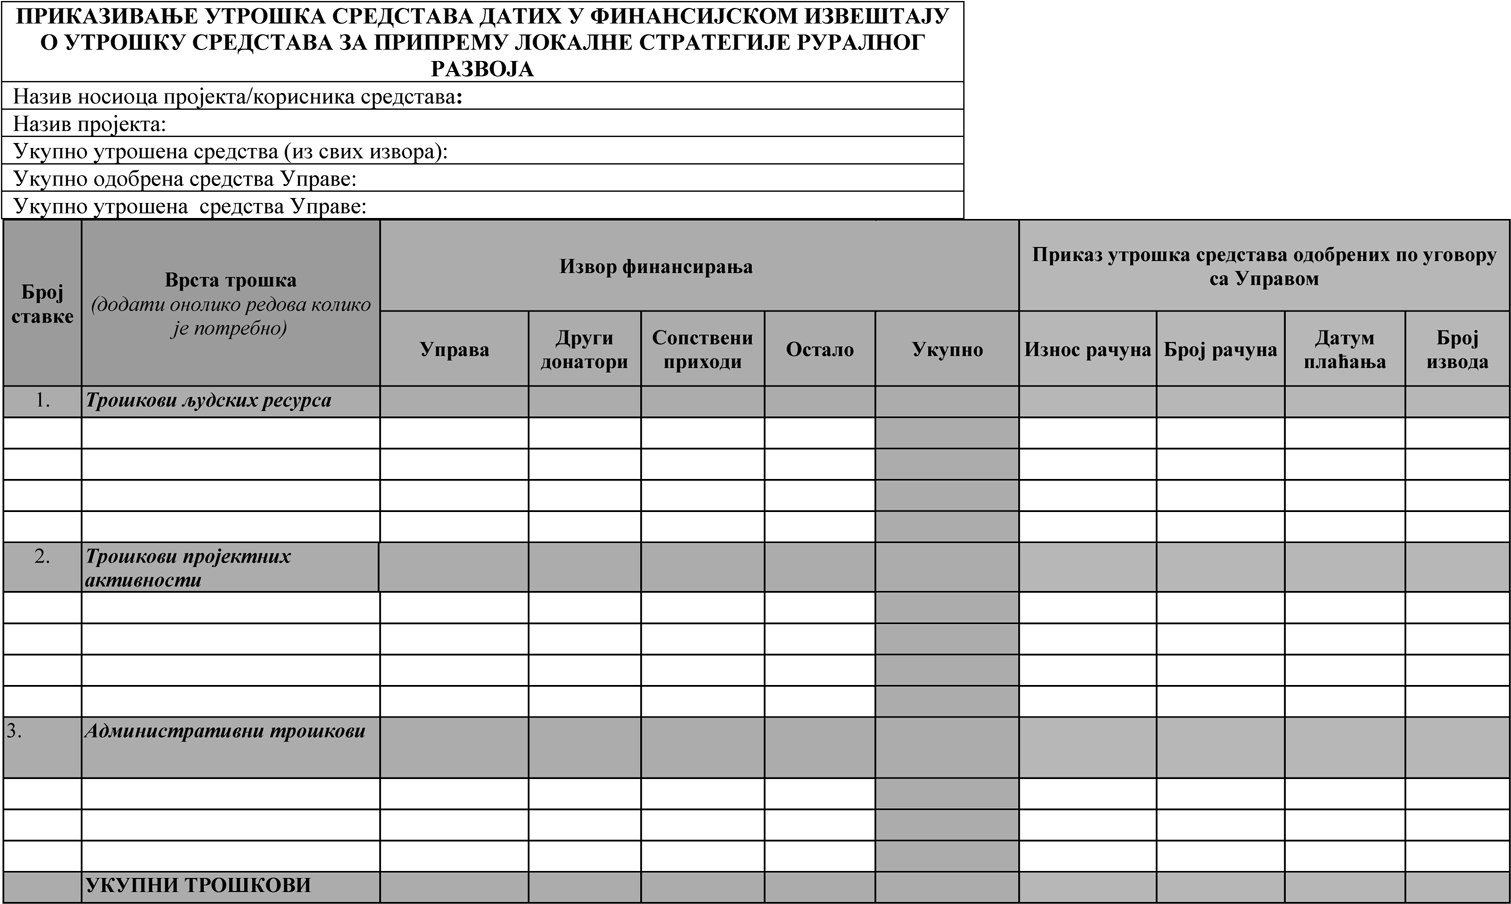 ПРИКАЗИВАЊЕ УТРОШКА СРЕДСТАВА ДАТИХ У ФИНАНСИЈСКОМ ИЗВЕШТАЈУ
О УТРОШКУ СРЕДСТАВА ЗА ПРИПРЕМУ ЛОКАЛНЕ СТРАТЕГИЈЕ РУРАЛНОГ
РАЗВОЈА
Назив носиоца пројекта/корисника средстава:
Назив пројекта:
Укупно утрошена средства (из свих извора):
Укупно одобрена средства Управе:
Укупно утрошена  средства Управе:
Број
ставке
Врста трошка
(додати онолико редова колико
је потребно)
Извор финансирања
Приказ утрошка средстава одобрених по уговору
са Управом
Управа
Други
донатори
Сопствени
приходи
Остало
Укупно
Износ рачуна
Број рачуна
Датум
плаћања
Број
извода
1. Трошкови људских ресурса
2. Трошкови пројектних
активности
3. Административни трошкови
УКУПНИ ТРОШКОВИ